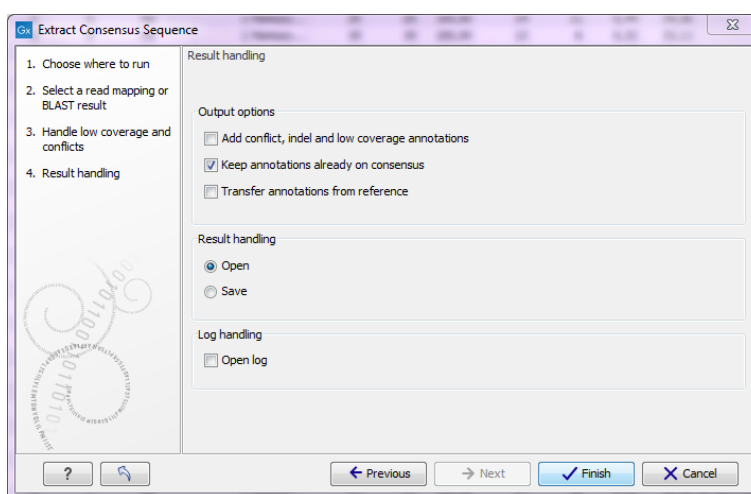 Gx Extract Consensus Sequence
1. Choose where to run
2. Select a read mapping or
BLAST result
3. Handle low coverage and
conflicts
4. Result handling
Result handling
Output options
Add conflict, indel and low coverage annotations
Keep annotations already on consensus
Transfer annotations from reference
Result handling
Open
Save
Log handling
Open log
?
Previous
Next
Finish
Cancel